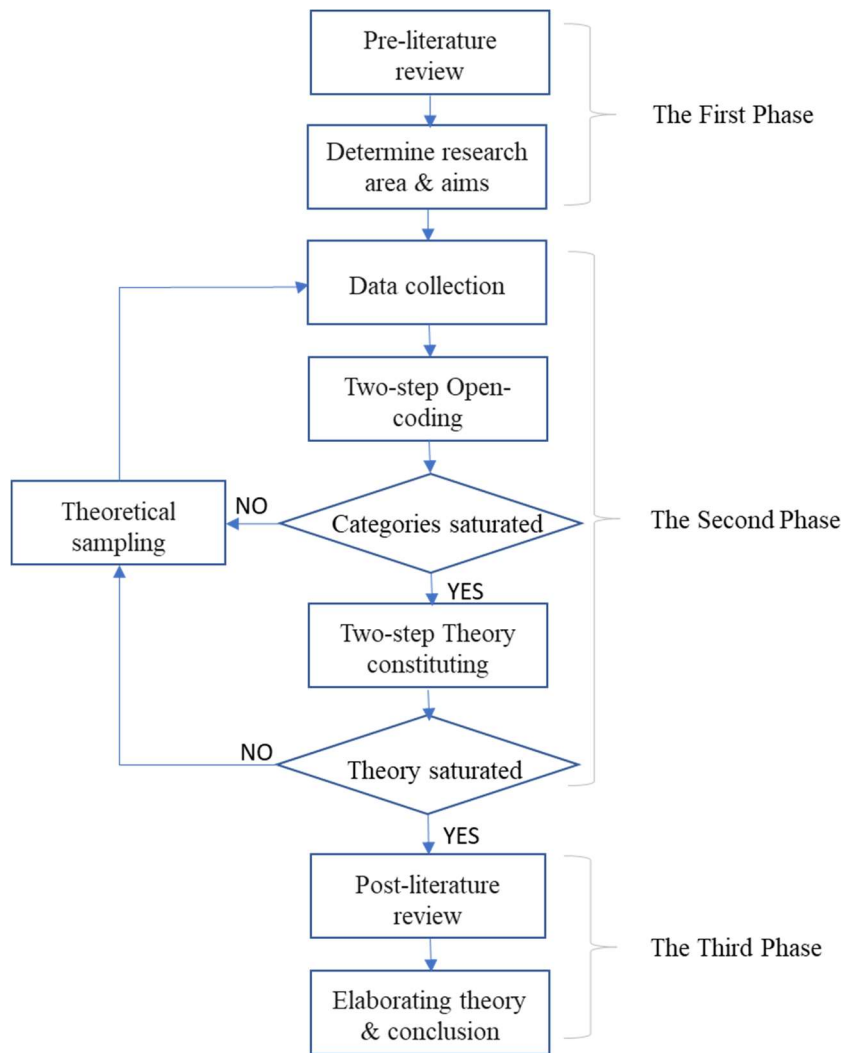 Pre-literature
review
The First Phase
Determine research
area & aims
Data collection
Two-step Open-
coding
Theoretical
sampling
NO
Categories saturated
The Second Phase
YES
Two-step Theory
constituting
NO
Theory saturated
YES
Post-literature
review
The Third Phase
Elaborating theory
& conclusion